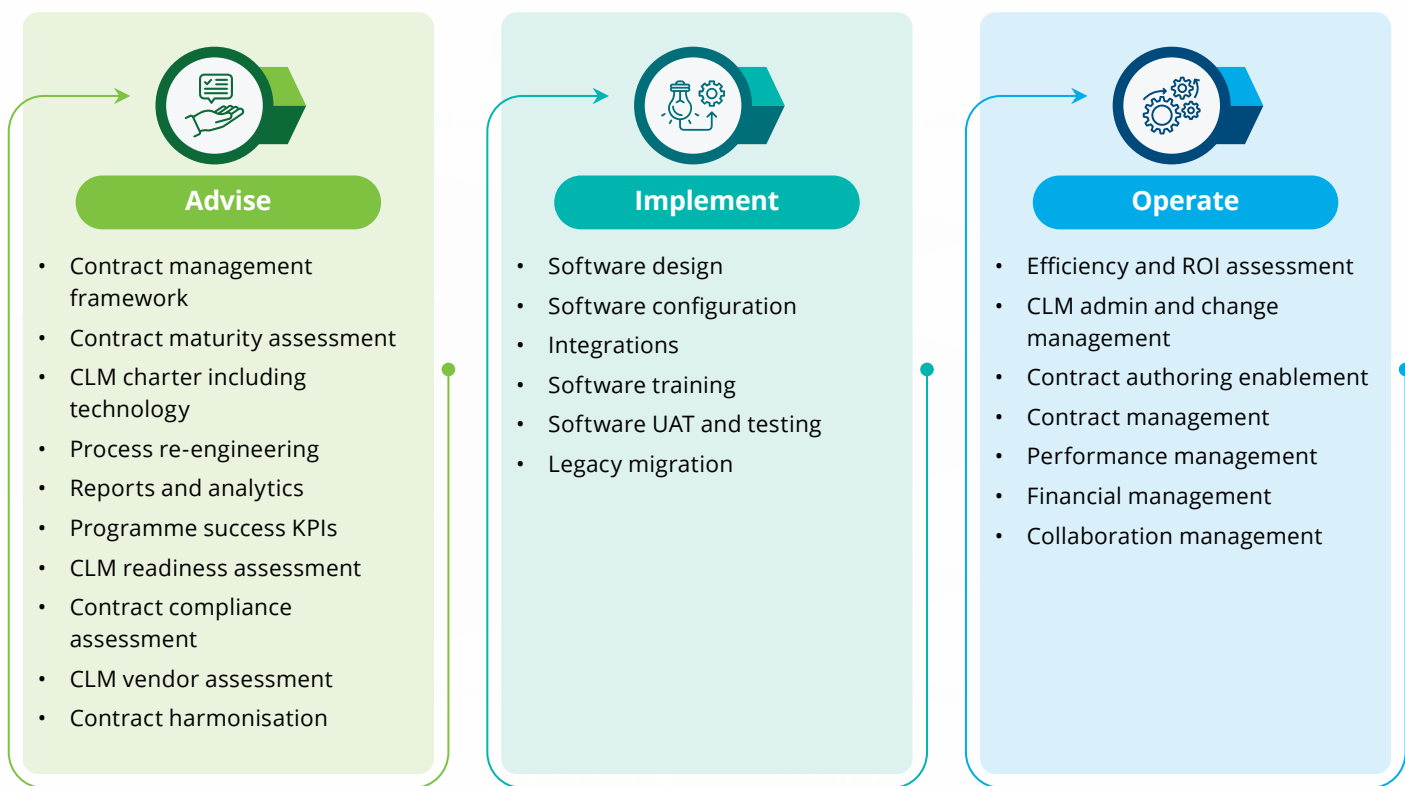 Advise
• Contract management
framework
• Contract maturity assessment
• CLM charter including
technology
• Process re-engineering
• Reports and analytics
• Programme success KPIs
• CLM readiness assessment
• Contract compliance
assessment
• CLM vendor assessment
• Contract harmonisation
Implement
• Software design
• Software configuration
• Integrations
• Software training
• Software UAT and testing
• Legacy migration
Operate
• Efficiency and ROI assessment
• CLM admin and change
management
• Contract authoring enablement
• Contract management
• Performance management
• Financial management
• Collaboration management